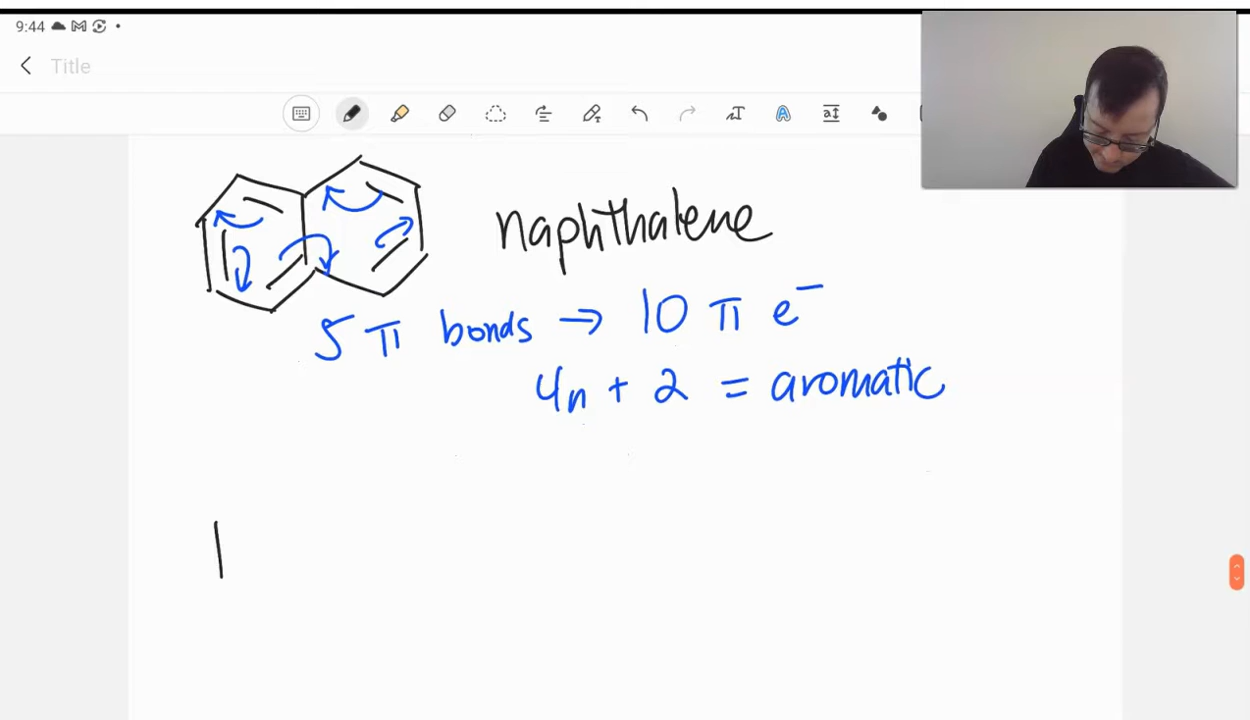 9:44
Title
naphthalene
5 π bonds → 10 π e⁻
4n + 2 = aromatic